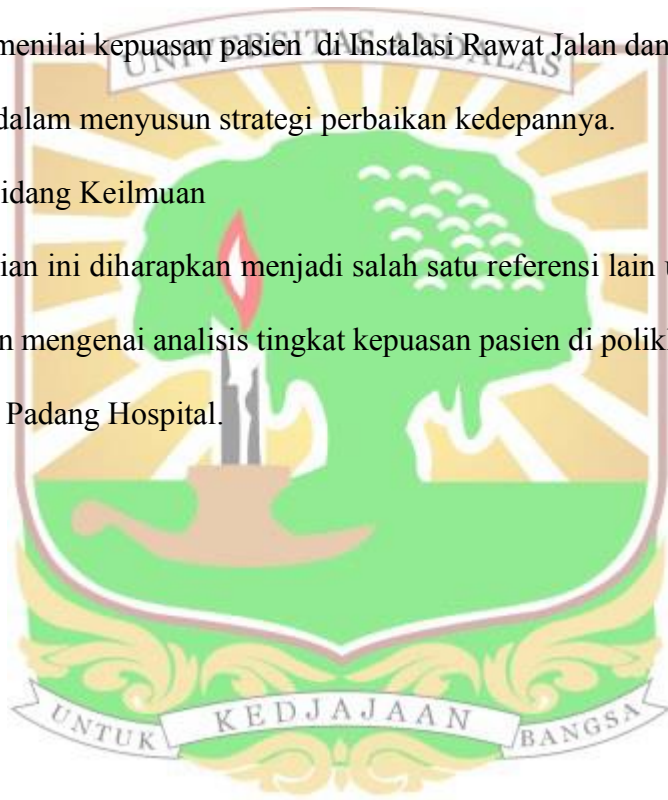 UNIVERSITAS ANDALAS
menilai kepuasan pasien di Instalasi Rawat Jalan dan
dalam menyusun strategi perbaikan kedepannya.
idang Keilmuan
ian ini diharapkan menjadi salah satu referensi lain u
n mengenai analisis tingkat kepuasan pasien di polik
Padang Hospital.
UNTUK KEDJAJAAN BANGSA